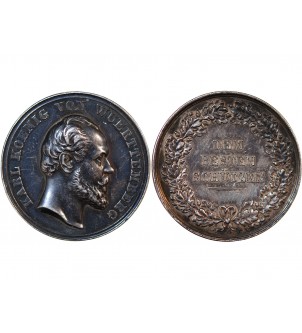 KARL KOENIG VON WUERTTEMBERG
DEM
BESTEN
SCHÜTZEN